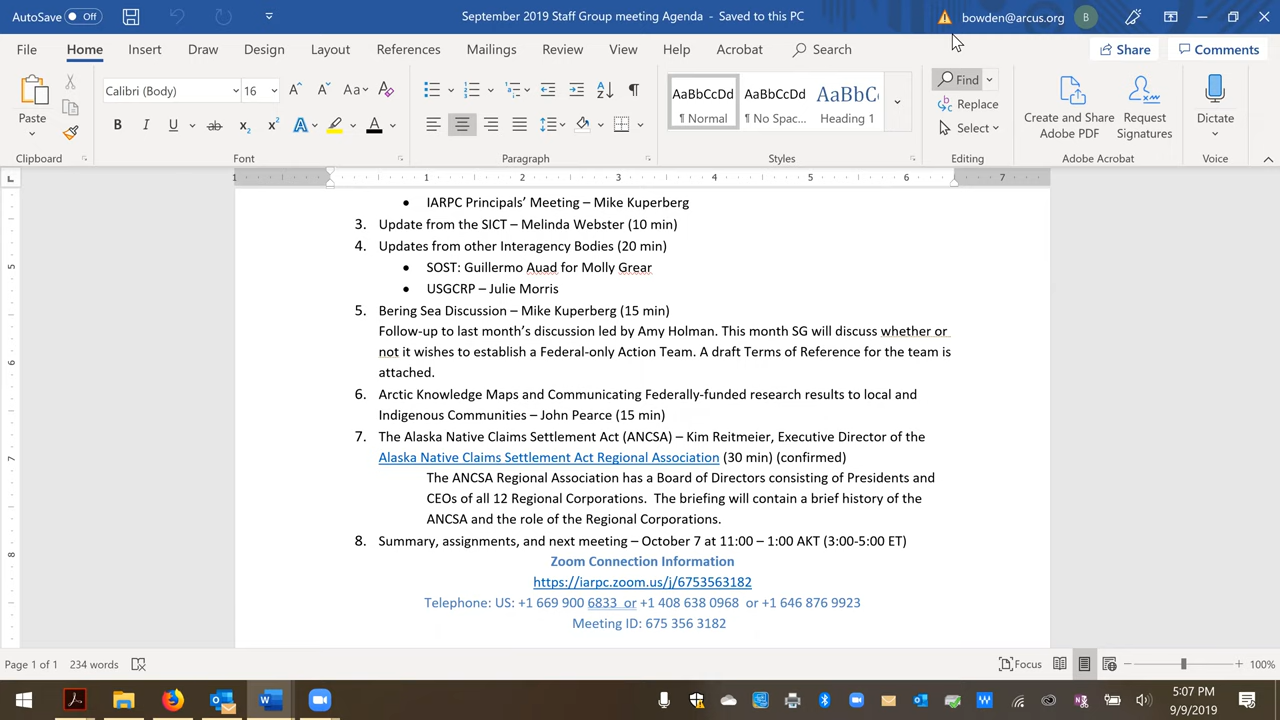 AutoSave Off September 2019 Staff Group meeting Agenda - Saved to this PC bowden@arcus.org B
File Home Insert Draw Design Layout References Mailings Review View Help Acrobat Search Share Comments
Calibri (Body) 16 AaBbCcDd AaBbCcDd AaBbCc Find
Paste ¶ Normal ¶ No Spac... Heading 1 Replace Create and Share Adobe PDF Request Signatures Dictate
Select
Clipboard Font Paragraph Styles Editing Adobe Acrobat Voice
1 1 2 3 4 5 6 7
• IARPC Principals’ Meeting – Mike Kuperberg
3. Update from the SICT – Melinda Webster (10 min)
4. Updates from other Interagency Bodies (20 min)
• SOST: Guillermo Auad for Molly Grear
• USGCRP – Julie Morris
5. Bering Sea Discussion – Mike Kuperberg (15 min)
Follow-up to last month’s discussion led by Amy Holman. This month SG will discuss whether or
not it wishes to establish a Federal-only Action Team. A draft Terms of Reference for the team is
attached.
6. Arctic Knowledge Maps and Communicating Federally-funded research results to local and
Indigenous Communities – John Pearce (15 min)
7. The Alaska Native Claims Settlement Act (ANCSA) – Kim Reitmeier, Executive Director of the
Alaska Native Claims Settlement Act Regional Association (30 min) (confirmed)
The ANCSA Regional Association has a Board of Directors consisting of Presidents and
CEOs of all 12 Regional Corporations. The briefing will contain a brief history of the
ANCSA and the role of the Regional Corporations.
8. Summary, assignments, and next meeting – October 7 at 11:00 – 1:00 AKT (3:00-5:00 ET)
Zoom Connection Information
https://iarpc.zoom.us/j/6753563182
Telephone: US: +1 669 900 6833 or +1 408 638 0968 or +1 646 876 9923
Meeting ID: 675 356 3182
5
6
7
8
Page 1 of 1 234 words Focus 100%
5:07 PM
9/9/2019